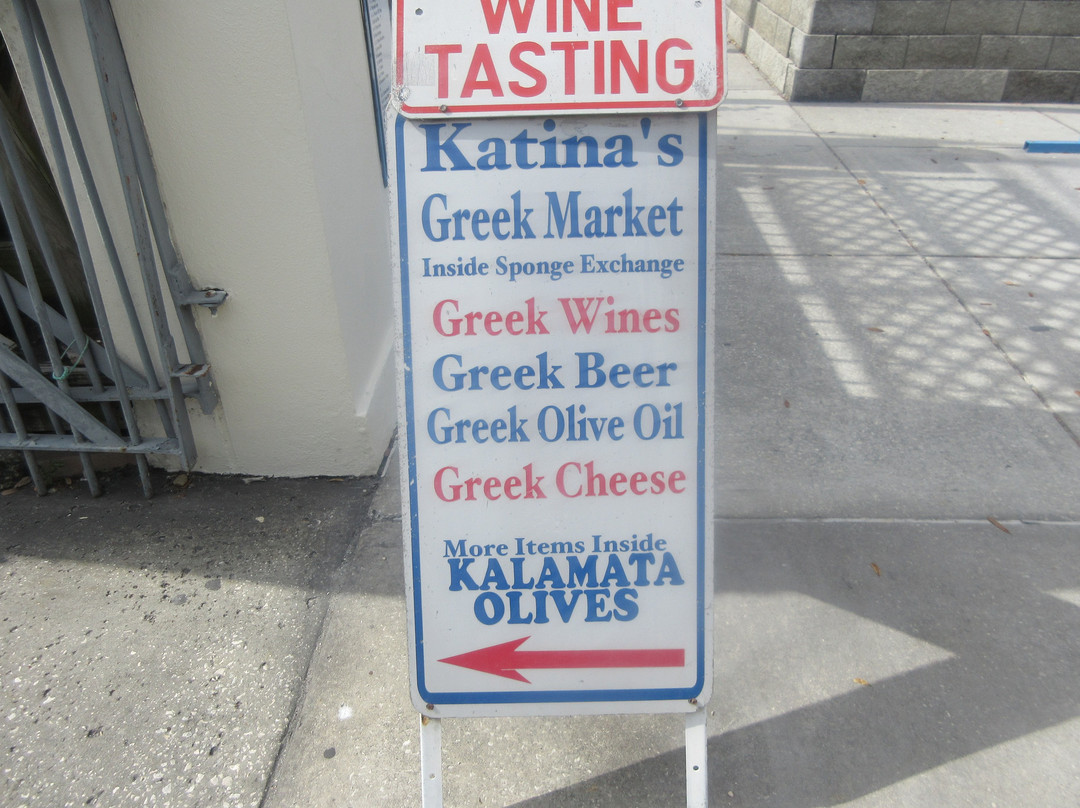 WINE
TASTING
Katina's
Greek Market
Inside Sponge Exchange
Greek Wines
Greek Beer
Greek Olive Oil
Greek Cheese
More Items Inside
KALAMATA
OLIVES